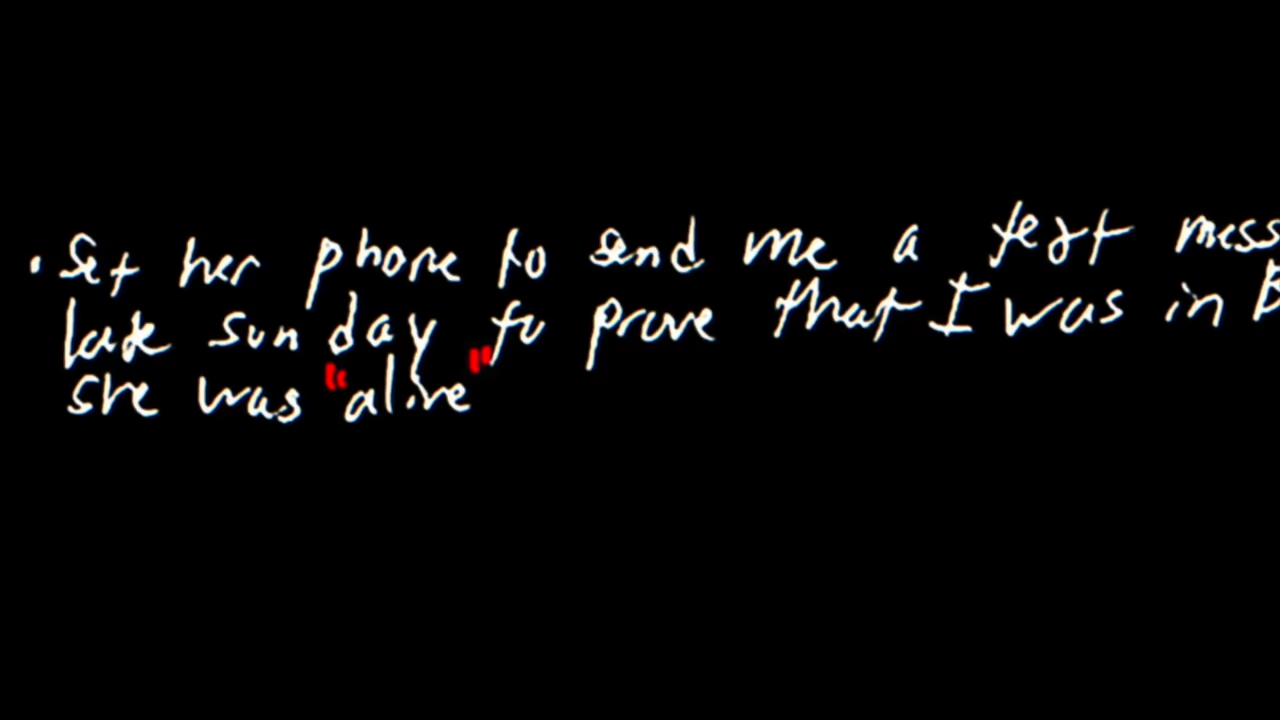 · Set her phone to send me a text mess
late sunday to prove that I was in B
she was "alive"